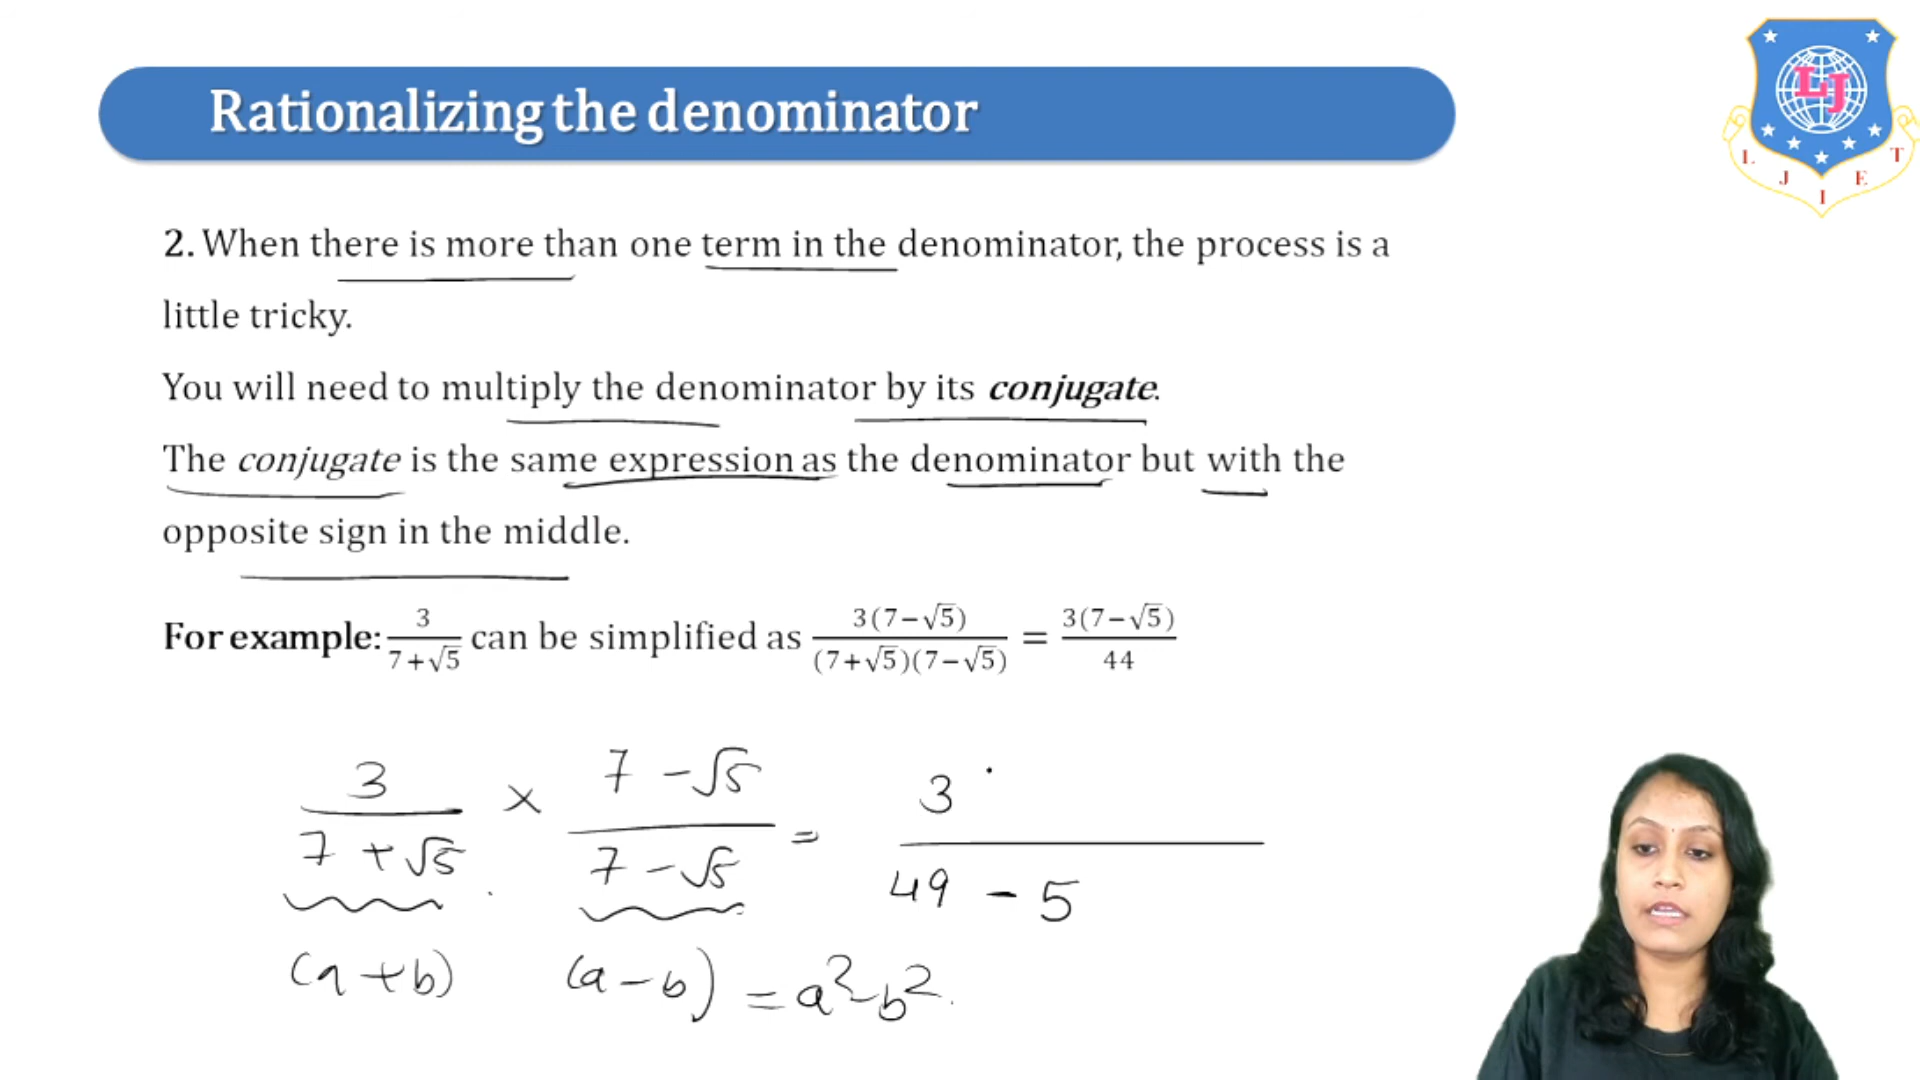 Rationalizing the denominator
LJ
L J I E T
2. When there is more than one term in the denominator, the process is a
little tricky.
You will need to multiply the denominator by its conjugate.
The conjugate is the same expression as the denominator but with the
opposite sign in the middle.
For example: 3/(7+√5) can be simplified as 3(7−√5)/((7+√5)(7−√5)) = 3(7−√5)/44
3/(7+√5) × (7−√5)/(7−√5) = 3/(49 − 5)
(a+b) (a−b) = a²−b².